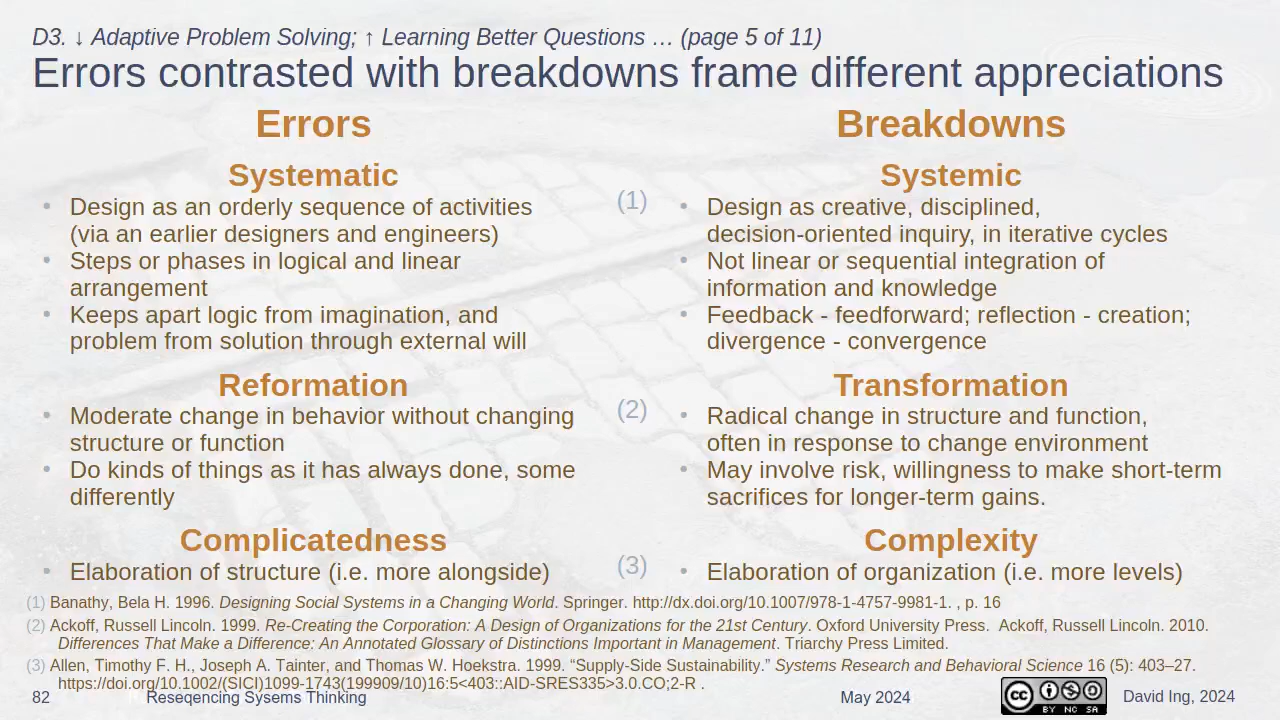 D3. ↓ Adaptive Problem Solving; ↑ Learning Better Questions … (page 5 of 11)
Errors contrasted with breakdowns frame different appreciations
Errors
Systematic
• Design as an orderly sequence of activities
(via an earlier designers and engineers)
• Steps or phases in logical and linear
arrangement
• Keeps apart logic from imagination, and
problem from solution through external will
Reformation
• Moderate change in behavior without changing
structure or function
• Do kinds of things as it has always done, some
differently
Complicatedness
• Elaboration of structure (i.e. more alongside)
(1)
(2)
(3)
Breakdowns
Systemic
• Design as creative, disciplined,
decision-oriented inquiry, in iterative cycles
• Not linear or sequential integration of
information and knowledge
• Feedback - feedforward; reflection - creation;
divergence - convergence
Transformation
• Radical change in structure and function,
often in response to change environment
• May involve risk, willingness to make short-term
sacrifices for longer-term gains.
Complexity
• Elaboration of organization (i.e. more levels)
(1) Banathy, Bela H. 1996. Designing Social Systems in a Changing World. Springer. http://dx.doi.org/10.1007/978-1-4757-9981-1. , p. 16
(2) Ackoff, Russell Lincoln. 1999. Re-Creating the Corporation: A Design of Organizations for the 21st Century. Oxford University Press. Ackoff, Russell Lincoln. 2010.
Differences That Make a Difference: An Annotated Glossary of Distinctions Important in Management. Triarchy Press Limited.
(3) Allen, Timothy F. H., Joseph A. Tainter, and Thomas W. Hoekstra. 1999. “Supply-Side Sustainability.” Systems Research and Behavioral Science 16 (5): 403–27.
https://doi.org/10.1002/(SICI)1099-1743(199909/10)16:5<403::AID-SRES335>3.0.CO;2-R .
82
Reseqencing Sysems Thinking
May 2024
cc BY NC SA
David Ing, 2024